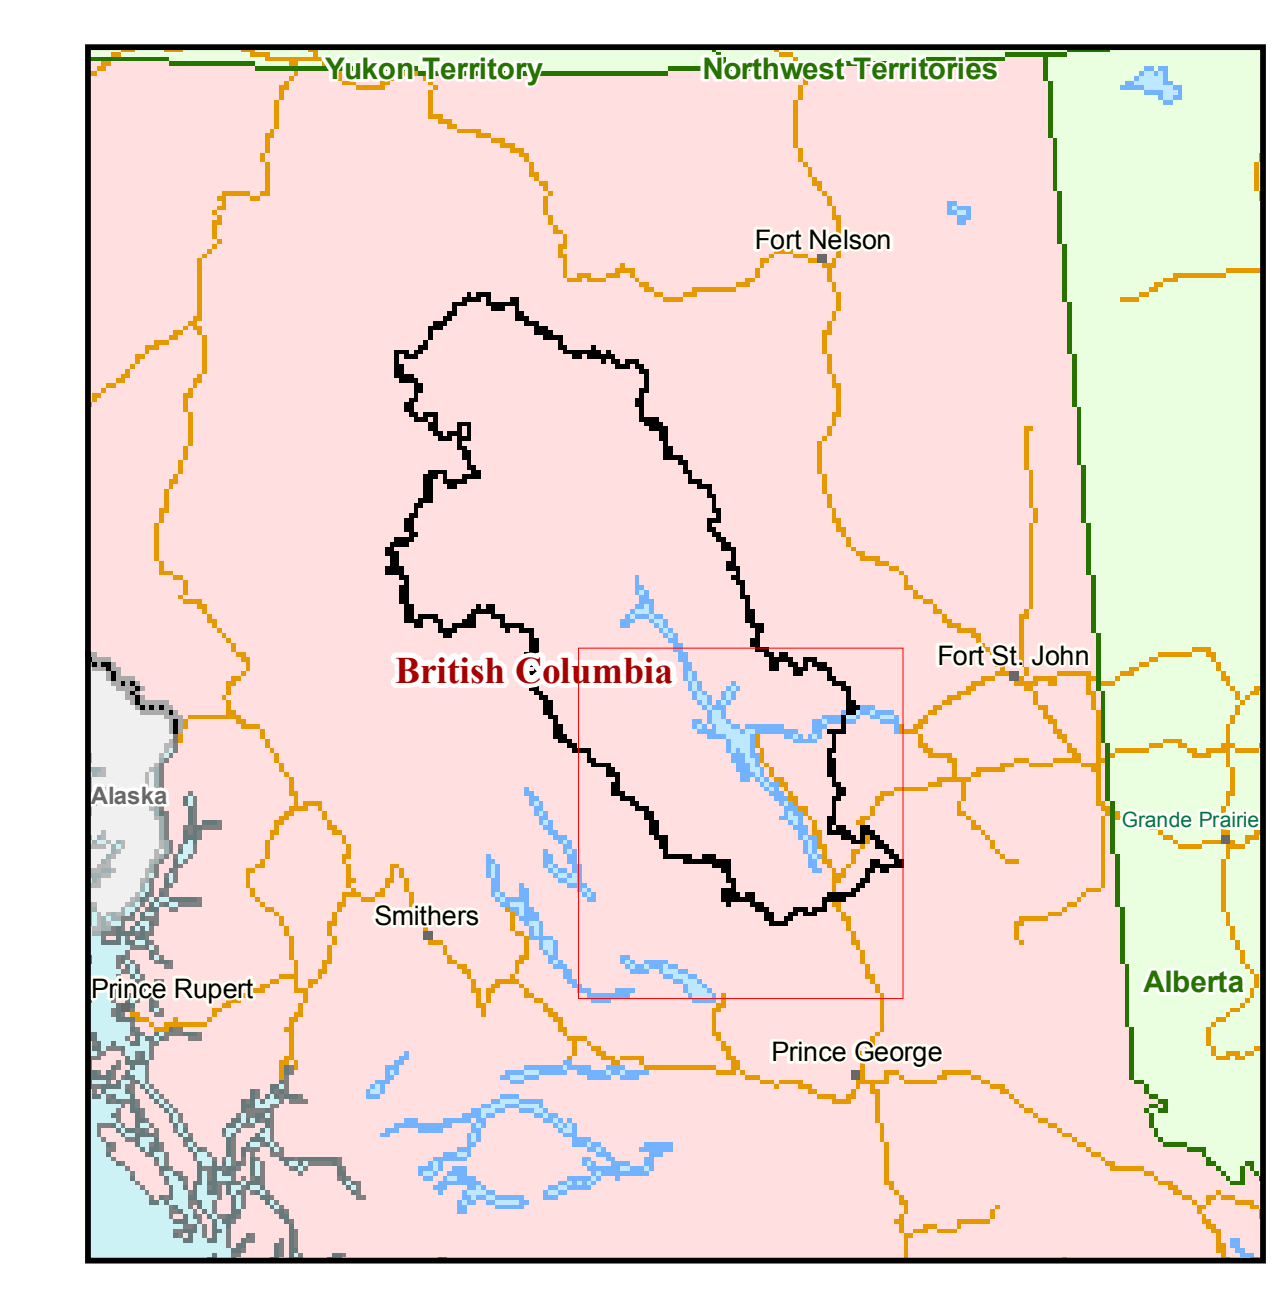 Yukon Territory
Northwest Territories
Fort Nelson
Fort St. John
British Columbia
Alaska
Grande Prairie
Smithers
Alberta
Prince Rupert
Prince George